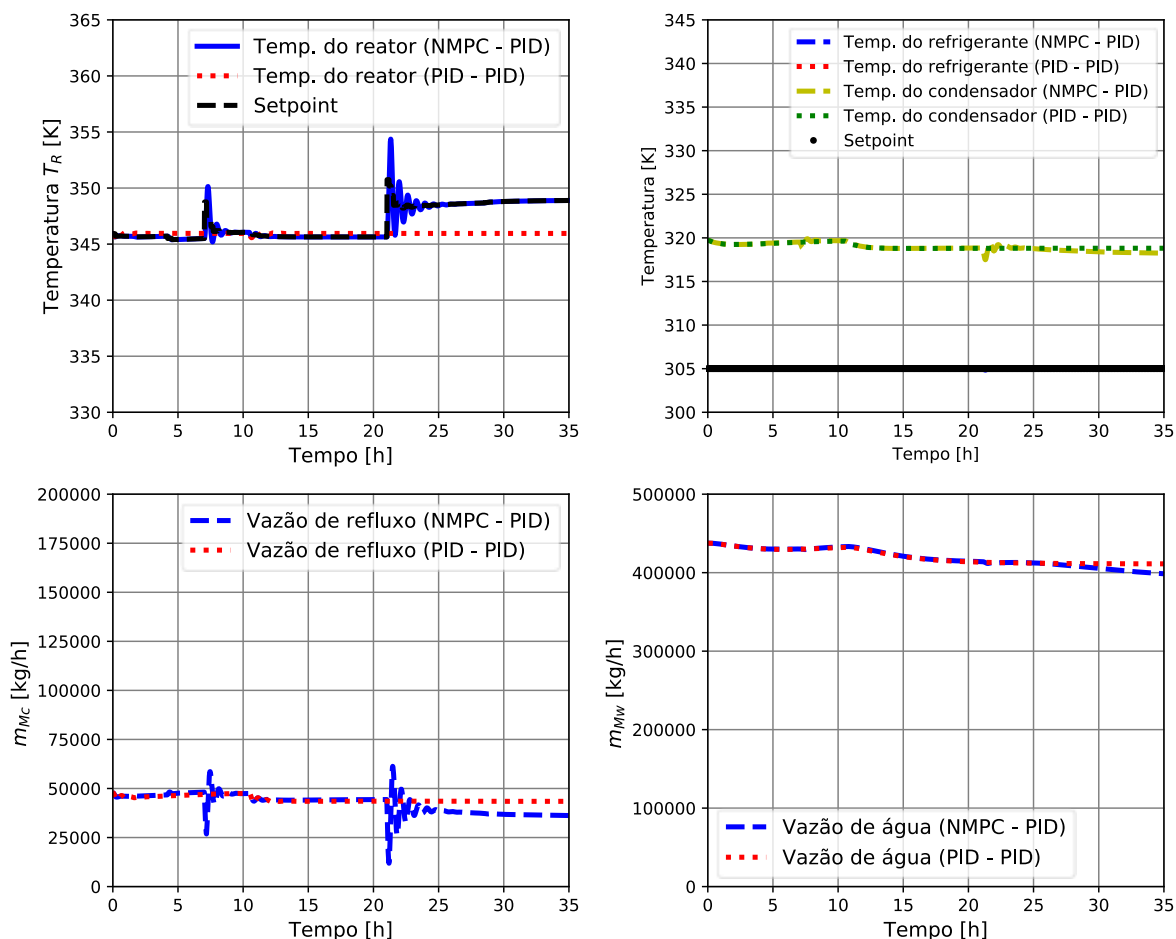 365
360
355
350
345
340
335
330
Temperatura T_R [K]
Temp. do reator (NMPC - PID)
Temp. do reator (PID - PID)
Setpoint
0 5 10 15 20 25 30 35
Tempo [h]
345
340
335
330
325
320
315
310
305
300
Temperatura [K]
Temp. do refrigerante (NMPC - PID)
Temp. do refrigerante (PID - PID)
Temp. do condensador (NMPC - PID)
Temp. do condensador (PID - PID)
Setpoint
0 5 10 15 20 25 30 35
Tempo [h]
200000
175000
150000
125000
100000
75000
50000
25000
0
m_Mc [kg/h]
Vazão de refluxo (NMPC - PID)
Vazão de refluxo (PID - PID)
0 5 10 15 20 25 30 35
Tempo [h]
500000
400000
300000
200000
100000
0
m_Mw [kg/h]
Vazão de água (NMPC - PID)
Vazão de água (PID - PID)
0 5 10 15 20 25 30 35
Tempo [h]